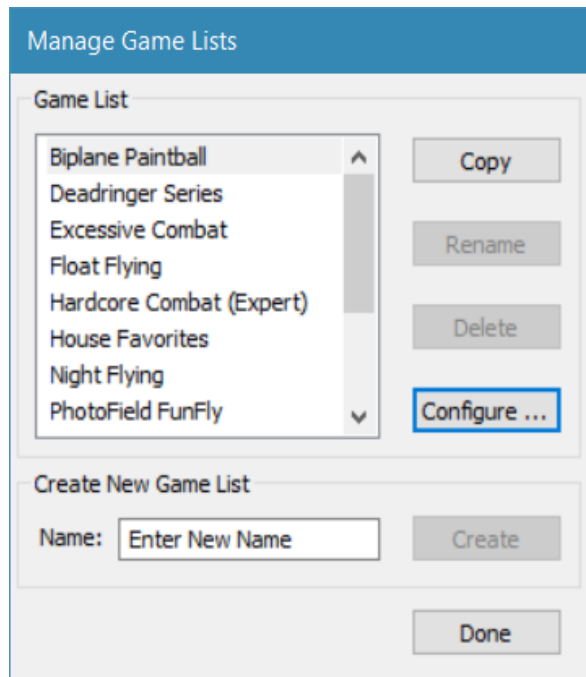 Manage Game Lists
Game List
Biplane Paintball
Deadringer Series
Excessive Combat
Float Flying
Hardcore Combat (Expert)
House Favorites
Night Flying
PhotoField FunFly
Copy
Rename
Delete
Configure ...
Create New Game List
Name: Enter New Name
Create
Done